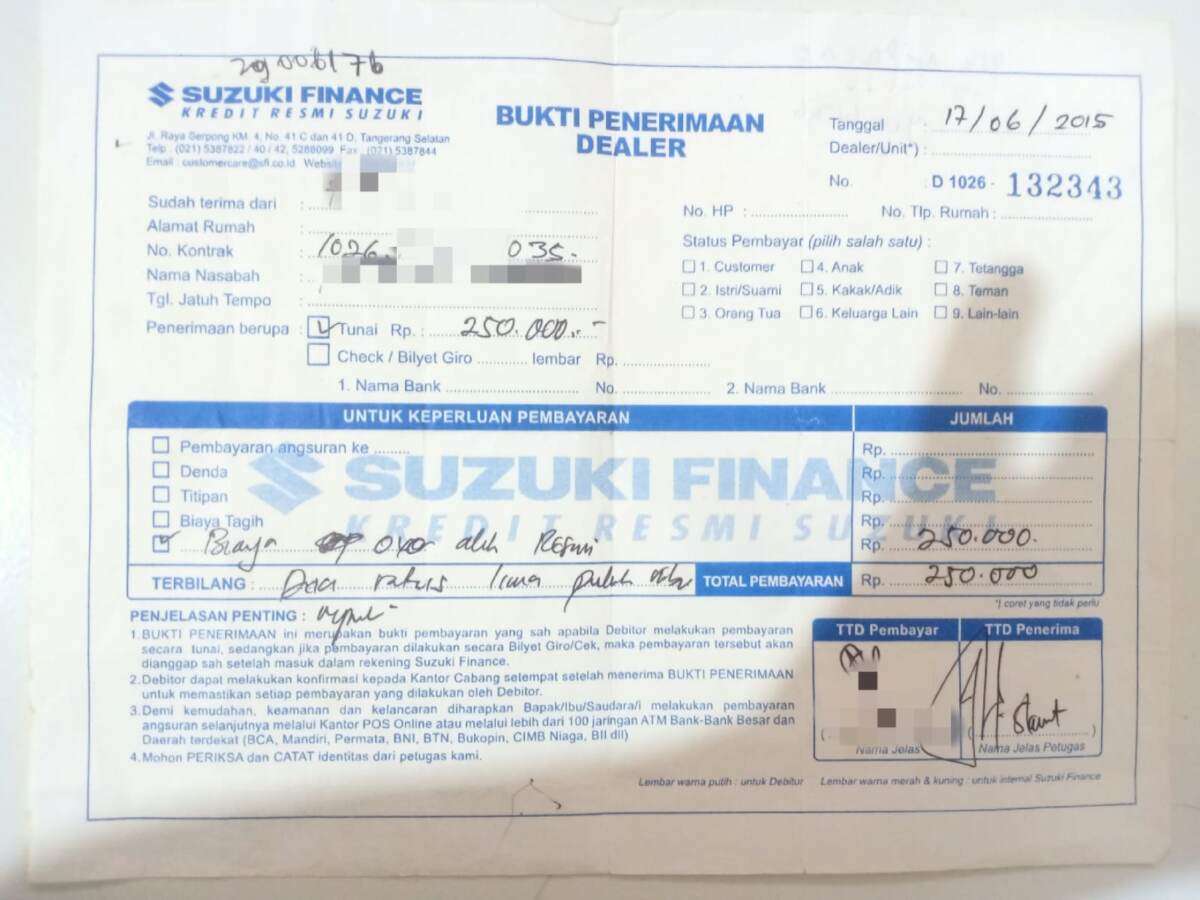 SUZUKI FINANCE
KREDIT RESMI SUZUKI
Jl. Raya Serpong KM. 4, No. 41 C dan 41 D, Tangerang Selatan
Telp : (021) 5387822 / 40 / 42, 5288099 Fax : (021) 5387844
Email : customercare@sfi.co.id Website
BUKTI PENERIMAAN
DEALER
Tanggal : 17/06/2015
Dealer/Unit*) :
No. : D 1026 - 132343
Sudah terima dari :
Alamat Rumah :
No. Kontrak : 1026 035.
Nama Nasabah :
Tgl. Jatuh Tempo :
Penerimaan berupa : Tunai Rp. : 250.000.-
Check / Bilyet Giro lembar Rp.
1. Nama Bank No. 2. Nama Bank No.
No. HP : No. Tlp. Rumah :
Status Pembayar (pilih salah satu) :
1. Customer 4. Anak 7. Tetangga
2. Istri/Suami 5. Kakak/Adik 8. Teman
3. Orang Tua 6. Keluarga Lain 9. Lain-lain
UNTUK KEPERLUAN PEMBAYARAN JUMLAH
Pembayaran angsuran ke Rp.
Denda Rp.
Titipan Rp.
Biaya Tagih Rp.
Biaya alih Resmi Rp. 250.000.
SUZUKI FINANCE
KREDIT RESMI SUZUKI
TERBILANG : Dua ratus lima puluh TOTAL PEMBAYARAN Rp. 250.000
*) coret yang tidak perlu
PENJELASAN PENTING :
1. BUKTI PENERIMAAN ini merupakan bukti pembayaran yang sah apabila Debitor melakukan pembayaran
secara tunai, sedangkan jika pembayaran dilakukan secara Bilyet Giro/Cek, maka pembayaran tersebut akan
dianggap sah setelah masuk dalam rekening Suzuki Finance.
2. Debitor dapat melakukan konfirmasi kepada Kantor Cabang setempat setelah menerima BUKTI PENERIMAAN
untuk memastikan setiap pembayaran yang dilakukan oleh Debitor.
3. Demi kemudahan, keamanan dan kelancaran diharapkan Bapak/Ibu/Saudara/i melakukan pembayaran
angsuran selanjutnya melalui Kantor POS Online atau melalui lebih dari 100 jaringan ATM Bank-Bank Besar dan
Daerah terdekat (BCA, Mandiri, Permata, BNI, BTN, Bukopin, CIMB Niaga, BII dll)
4. Mohon PERIKSA dan CATAT identitas dari petugas kami.
TTD Pembayar TTD Penerima
Nama Jelas Nama Jelas Petugas
Lembar warna putih : untuk Debitur Lembar warna merah & kuning : untuk internal Suzuki Finance